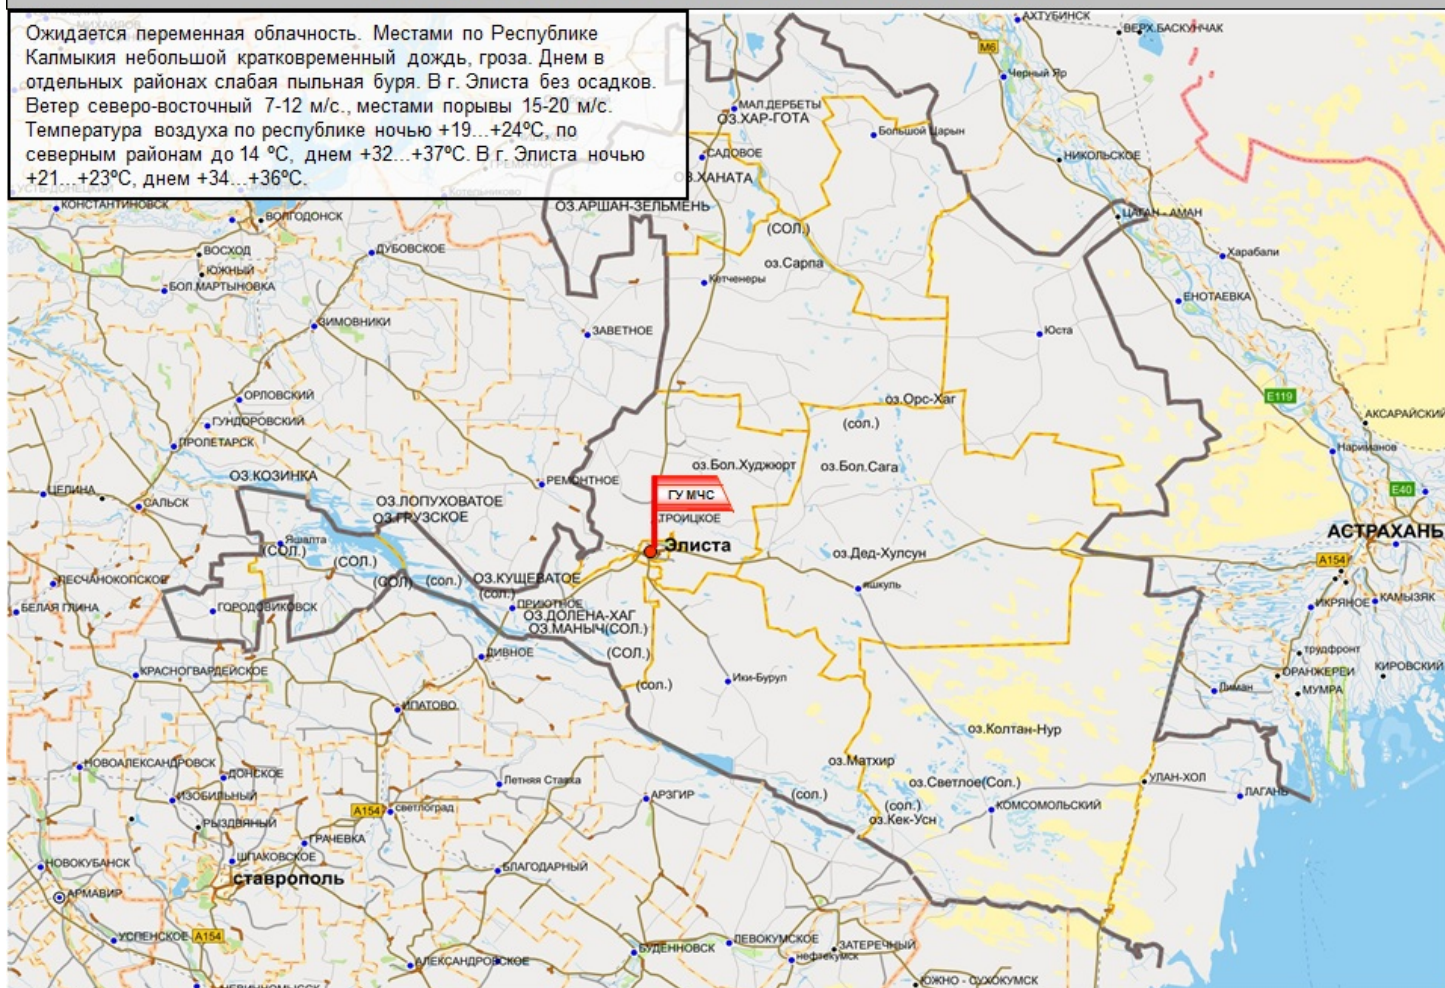 Ожидается переменная облачность. Местами по Республике
Калмыкия небольшой кратковременный дождь, гроза. Днем в
отдельных районах слабая пыльная буря. В г. Элиста без осадков.
Ветер северо-восточный 7-12 м/с., местами порывы 15-20 м/с.
Температура воздуха по республике ночью +19...+24ºС, по
северным районам до 14 ºС, днем +32...+37ºС. В г. Элиста ночью
+21...+23ºС, днем +34...+36ºС.
АХТУБИНСК
ВЕРХ.БАСКУНЧАК
М6
Черный Яр
МАЛ.ДЕРБЕТЫ
ОЗ.ХАР-ГОТА
Большой Царын
САДОВОЕ
НИКОЛЬСКОЕ
ОЗ.ХАНАТА
Котельниково
КОНСТАНТИНОВСК
ВОЛГОДОНСК
ОЗ.АРШАН-ЗЕЛЬМЕНЬ
ЦАГАН - АМАН
(СОЛ.)
ВОСХОД
ДУБОВСКОЕ
Харабали
ЮЖНЫЙ
оз.Сарпа
БОЛ.МАРТЫНОВКА
Кетченеры
ЕНОТАЕВКА
ЗИМОВНИКИ
ЗАВЕТНОЕ
Юста
ОРЛОВСКИЙ
оз.Орс-Хаг
Е119
ГУНДОРОВСКИЙ
(сол.)
АКСАРАЙСКИЙ
ПРОЛЕТАРСК
Нариманов
оз.Бол.Худжюрт
оз.Бол.Сага
ОЗ.КОЗИНКА
РЕМОНТНОЕ
ЦЕЛИНА
САЛЬСК
ОЗ.ЛОПУХОВАТОЕ
ГУ МЧС
Е40
ОЗ.ГРУЗСКОЕ
ТРОИЦКОЕ
АСТРАХАНЬ
Яшалта
(СОЛ.)
Элиста
оз.Дед-Хулсун
(СОЛ.)
А154
ПЕСЧАНОКОПСКОЕ
(СОЛ)
(сол.)
ОЗ.КУЩЕВАТОЕ
(сол.)
яшкуль
БЕЛАЯ ГЛИНА
ГОРОДОВИКОВСК
ПРИЮТНОЕ
ИКРЯНОЕ
КАМЫЗЯК
ОЗ.ДОЛЕНА-ХАГ
ОЗ.МАНЫЧ(СОЛ.)
(СОЛ.)
ДИВНОЕ
трудфронт
КРАСНОГВАРДЕЙСКОЕ
ОРАНЖЕРЕИ
КИРОВСКИЙ
(сол.)
Ики-Бурул
Лиман
МУМРА
ИПАТОВО
оз.Колтан-Нур
НОВОАЛЕКСАНДРОВСК
ДОНСКОЕ
Летняя Ставка
оз.Матхир
УЛАН-ХОЛ
оз.Светлое(Сол.)
ИЗОБИЛЬНЫЙ
А154
светлоград
АРЗГИР
(сол.)
(сол.)
КОМСОМОЛЬСКИЙ
ЛАГАНЬ
оз.Кек-Усн
РЫЗДВЯНЫЙ
ГРАЧЕВКА
НОВОКУБАНСК
ШПАКОВСКОЕ
БЛАГОДАРНЫЙ
ставрополь
АРМАВИР
УСПЕНСКОЕ
А154
БУДЕННОВСК
ЛЕВОКУМСКОЕ
ЗАТЕРЕЧНЫЙ
нефтекумск
АЛЕКСАНДРОВСКОЕ
ЮЖНО - СУХОКУМСК